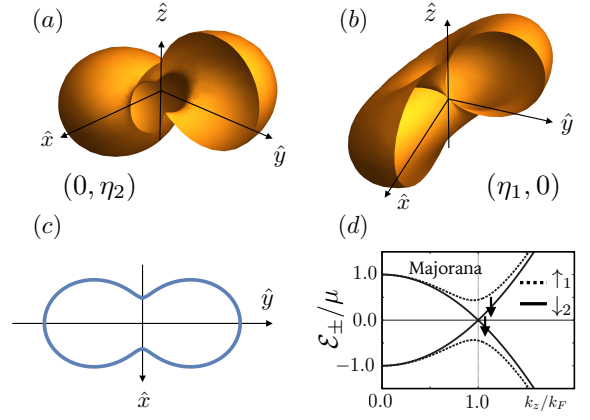 (a)
ẑ
x̂
ŷ
(0, η₂)
(b)
ẑ
ŷ
x̂
(η₁, 0)
(c)
ŷ
x̂
(d)
Majorana
↑₁
↓₂
ℰ±/μ
1.0
0.0
−1.0
0.0
1.0
k_z/k_F